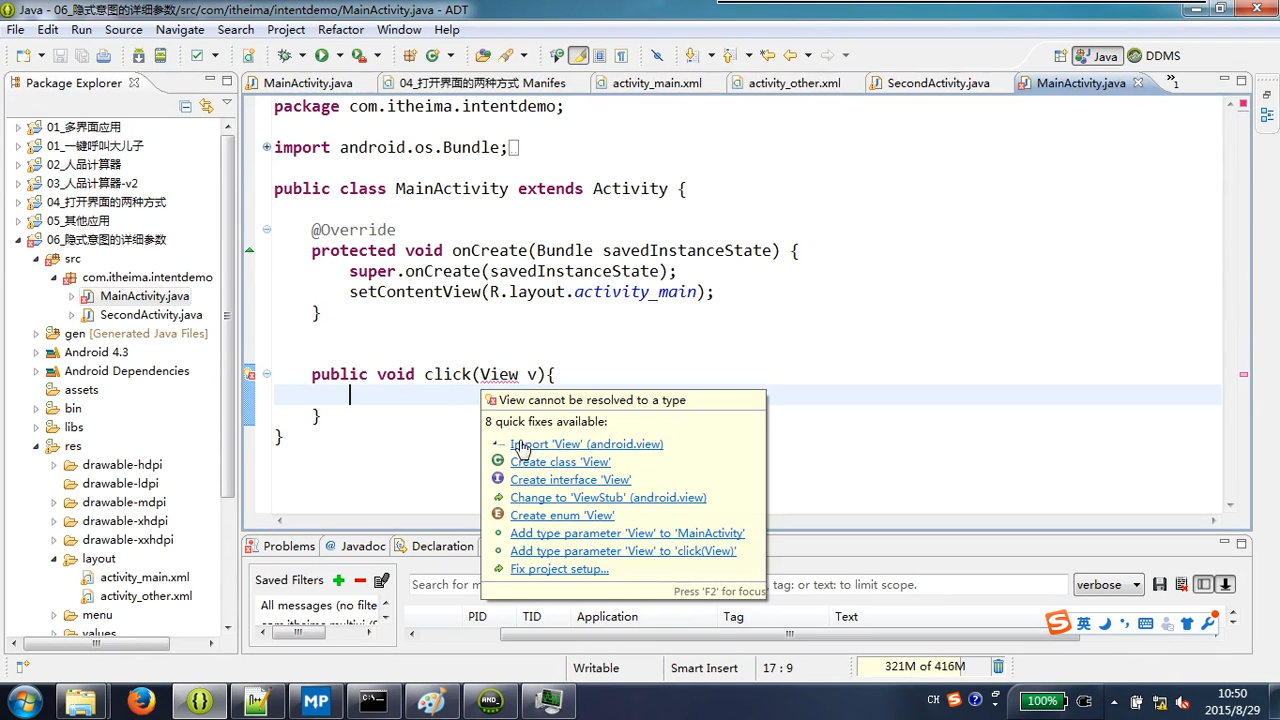 Java - 06_隐式意图的详细参数/src/com/itheima/intentdemo/MainActivity.java - ADT
File Edit Source Refactor Navigate Search Project Run Window Help
Java DDMS
Package Explorer
MainActivity.java 04_打开界面的两种方式 Manifes activity_main.xml activity_other.xml SecondActivity.java MainActivity.java »1
01_多界面应用
01_一键呼叫大儿子
02_人品计算器
03_人品计算器-v2
04_打开界面的两种方式
05_其他应用
06_隐式意图的详细参数
src
com.itheima.intentdemo
MainActivity.java
SecondActivity.java
gen [Generated Java Files]
Android 4.3
Android Dependencies
assets
bin
libs
res
drawable-hdpi
drawable-ldpi
drawable-mdpi
drawable-xhdpi
drawable-xxhdpi
layout
activity_main.xml
activity_other.xml
menu
values
package com.itheima.intentdemo;
import android.os.Bundle;
public class MainActivity extends Activity {
@Override
protected void onCreate(Bundle savedInstanceState) {
super.onCreate(savedInstanceState);
setContentView(R.layout.activity_main);
}
public void click(View v){
}
}
View cannot be resolved to a type
8 quick fixes available:
Import 'View' (android.view)
Create class 'View'
Create interface 'View'
Change to 'ViewStub' (android.view)
Create enum 'View'
Add type parameter 'View' to 'MainActivity'
Add type parameter 'View' to 'click(View)'
Fix project setup...
Press 'F2' for focus
Problems Javadoc Declaration
Saved Filters
All messages (no filte
Search for m tag: or text: to limit scope. verbose
PID TID Application Tag Text
英
Writable Smart Insert 17 : 9 321M of 416M
MP CH 100% 10:50
2015/8/29